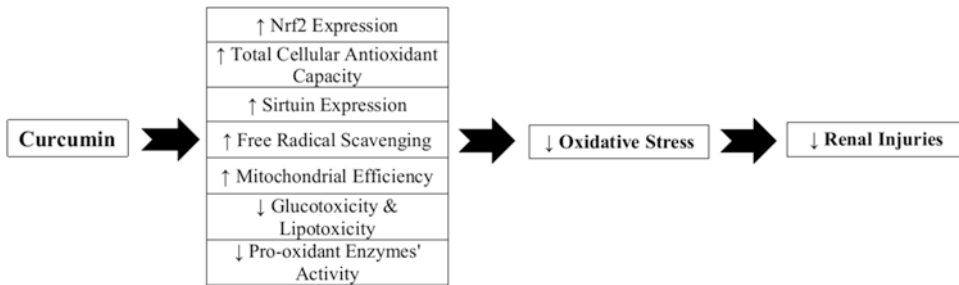 ↑ Nrf2 Expression
↑ Total Cellular Antioxidant
Capacity
↑ Sirtuin Expression
Curcumin
↑ Free Radical Scavenging
↓ Oxidative Stress
↓ Renal Injuries
↑ Mitochondrial Efficiency
↓ Glucotoxicity &
Lipotoxicity
↓ Pro-oxidant Enzymes'
Activity